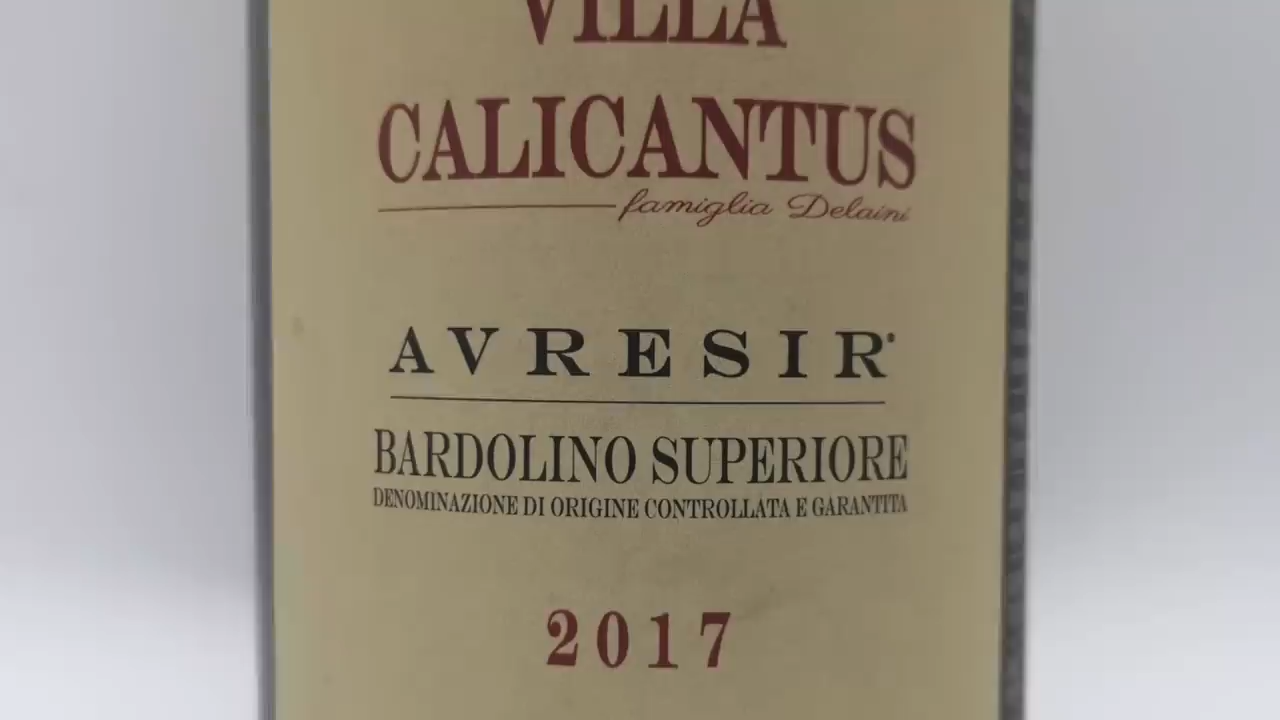 VILLA
CALICANTUS
famiglia Delaini
AVRESIR®
BARDOLINO SUPERIORE
DENOMINAZIONE DI ORIGINE CONTROLLATA E GARANTITA
2017